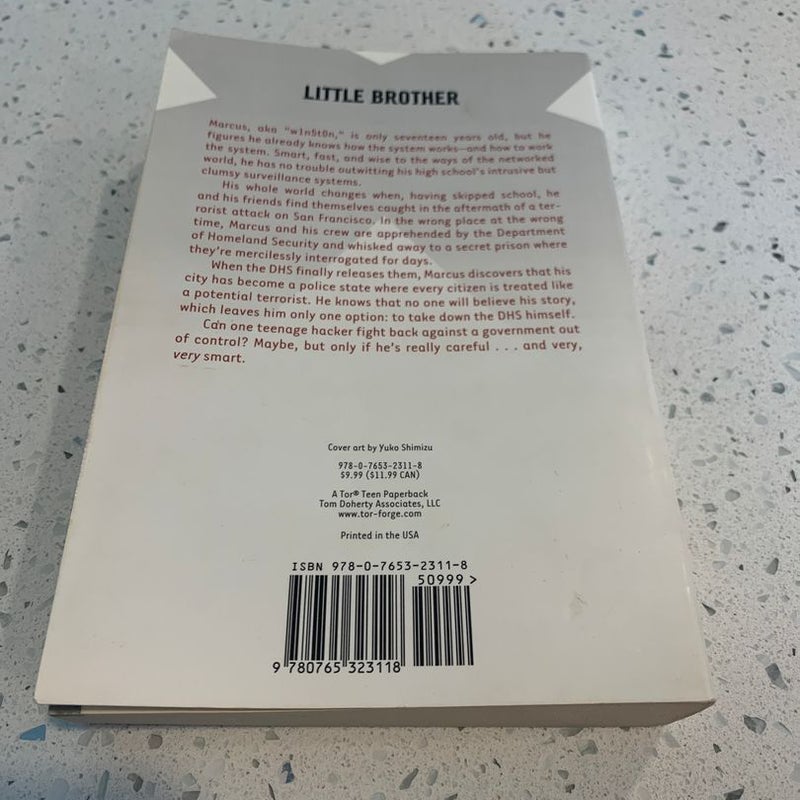 LITTLE BROTHER
Marcus, aka "w1n5t0n," is only seventeen years old, but he
figures he already knows how the system works—and how to work
the system. Smart, fast, and wise to the ways of the networked
world, he has no trouble outwitting his high school's intrusive but
clumsy surveillance systems.
His whole world changes when, having skipped school, he
and his friends find themselves caught in the aftermath of a ter-
rorist attack on San Francisco. In the wrong place at the wrong
time, Marcus and his crew are apprehended by the Department
of Homeland Security and whisked away to a secret prison where
they're mercilessly interrogated for days.
When the DHS finally releases them, Marcus discovers that his
city has become a police state where every citizen is treated like
a potential terrorist. He knows that no one will believe his story,
which leaves him only one option: to take down the DHS himself.
Can one teenage hacker fight back against a government out
of control? Maybe, but only if he's really careful . . . and very,
very smart.
Cover art by Yuko Shimizu
978-0-7653-2311-8
$9.99 ($11.99 CAN)
A Tor® Teen Paperback
Tom Doherty Associates, LLC
www.tor-forge.com
Printed in the USA
ISBN 978-0-7653-2311-8
50999 >
9 780765 323118